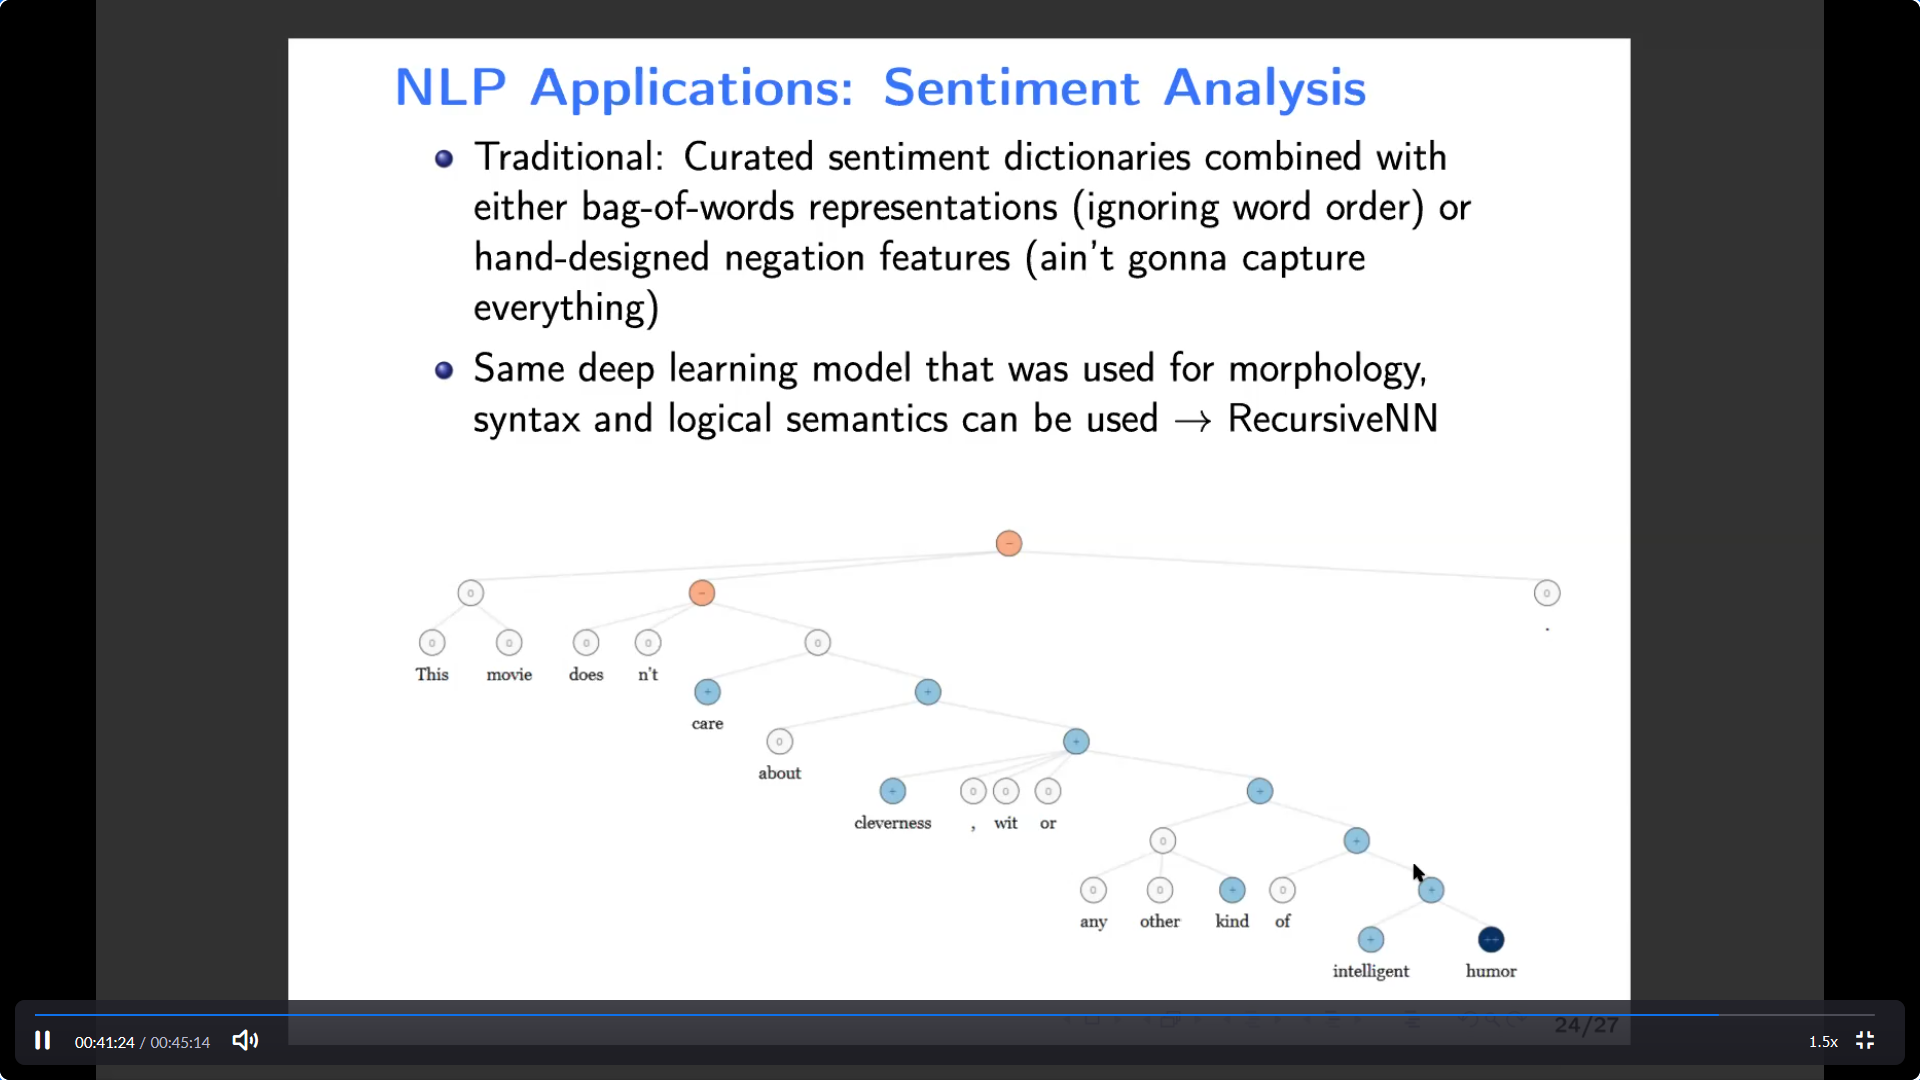 NLP Applications: Sentiment Analysis
Traditional: Curated sentiment dictionaries combined with
either bag-of-words representations (ignoring word order) or
hand-designed negation features (ain't gonna capture
everything)
Same deep learning model that was used for morphology,
syntax and logical semantics can be used → RecursiveNN
−
0 − 0
0 0 0 0 0 .
This movie does n't
+ +
care
0 +
about
+ 0 0 0 +
cleverness , wit or
0 +
0 0 + 0 +
any other kind of
+ ++
intelligent humor
24/27
00:41:24 / 00:45:14
1.5x